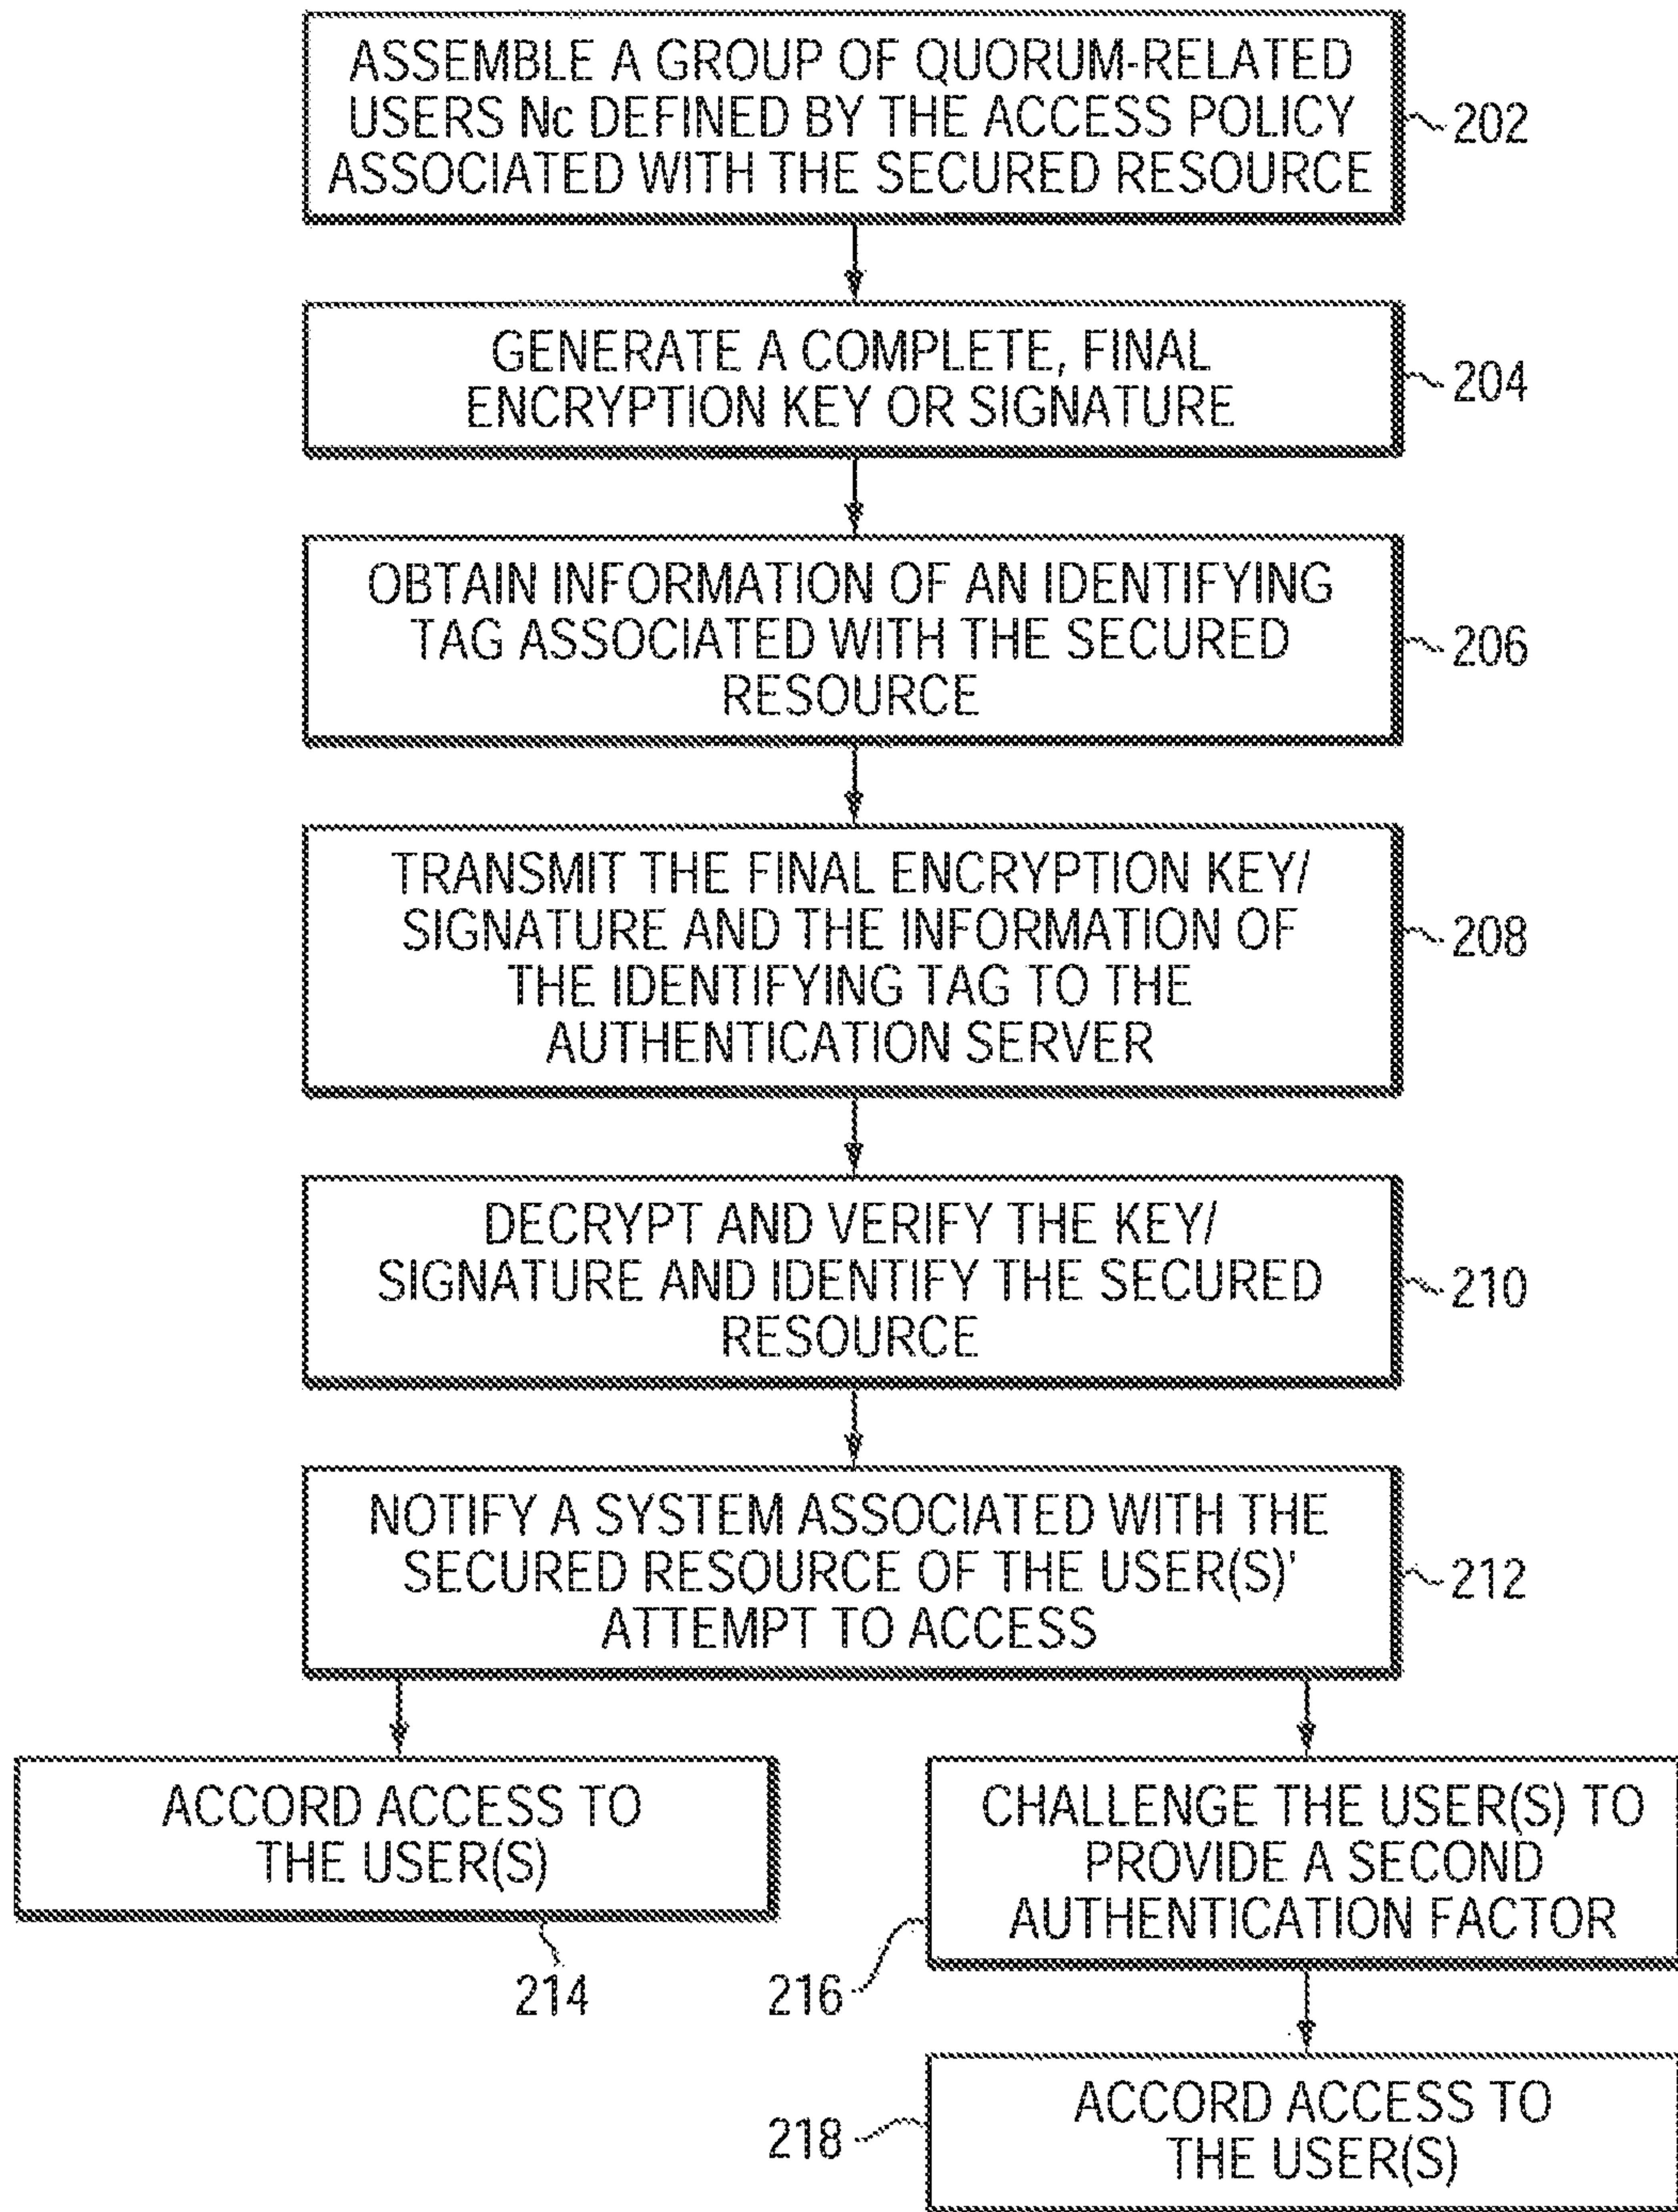 ASSEMBLE A GROUP OF QUORUM-RELATED
USERS Nc DEFINED BY THE ACCESS POLICY
ASSOCIATED WITH THE SECURED RESOURCE
202
GENERATE A COMPLETE, FINAL
ENCRYPTION KEY OR SIGNATURE
204
OBTAIN INFORMATION OF AN IDENTIFYING
TAG ASSOCIATED WITH THE SECURED
RESOURCE
206
TRANSMIT THE FINAL ENCRYPTION KEY/
SIGNATURE AND THE INFORMATION OF
THE IDENTIFYING TAG TO THE
AUTHENTICATION SERVER
208
DECRYPT AND VERIFY THE KEY/
SIGNATURE AND IDENTIFY THE SECURED
RESOURCE
210
NOTIFY A SYSTEM ASSOCIATED WITH THE
SECURED RESOURCE OF THE USER(S)'
ATTEMPT TO ACCESS
212
ACCORD ACCESS TO
THE USER(S)
214
CHALLENGE THE USER(S) TO
PROVIDE A SECOND
AUTHENTICATION FACTOR
216
ACCORD ACCESS TO
THE USER(S)
218